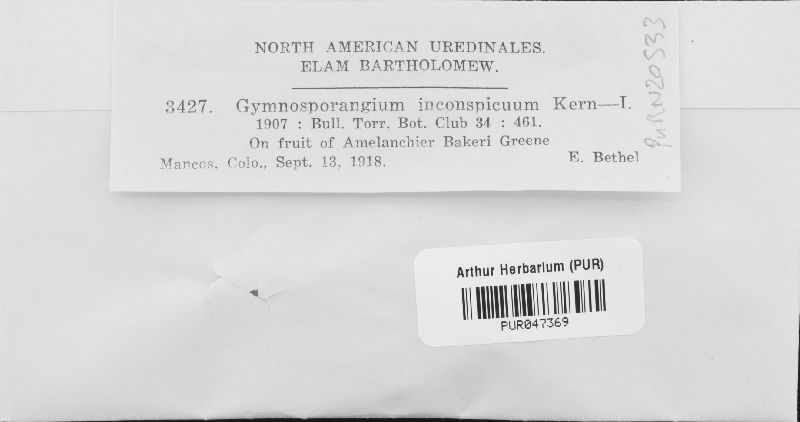 NORTH AMERICAN UREDINALES.
ELAM BARTHOLOMEW.
3427. Gymnosporangium inconspicuum Kern—I.
1907 : Bull. Torr. Bot. Club 34 : 461.
On fruit of Amelanchier Bakeri Greene
Mancos, Colo., Sept. 13, 1918. E. Bethel
PURN20533
Arthur Herbarium (PUR)
PUR047369